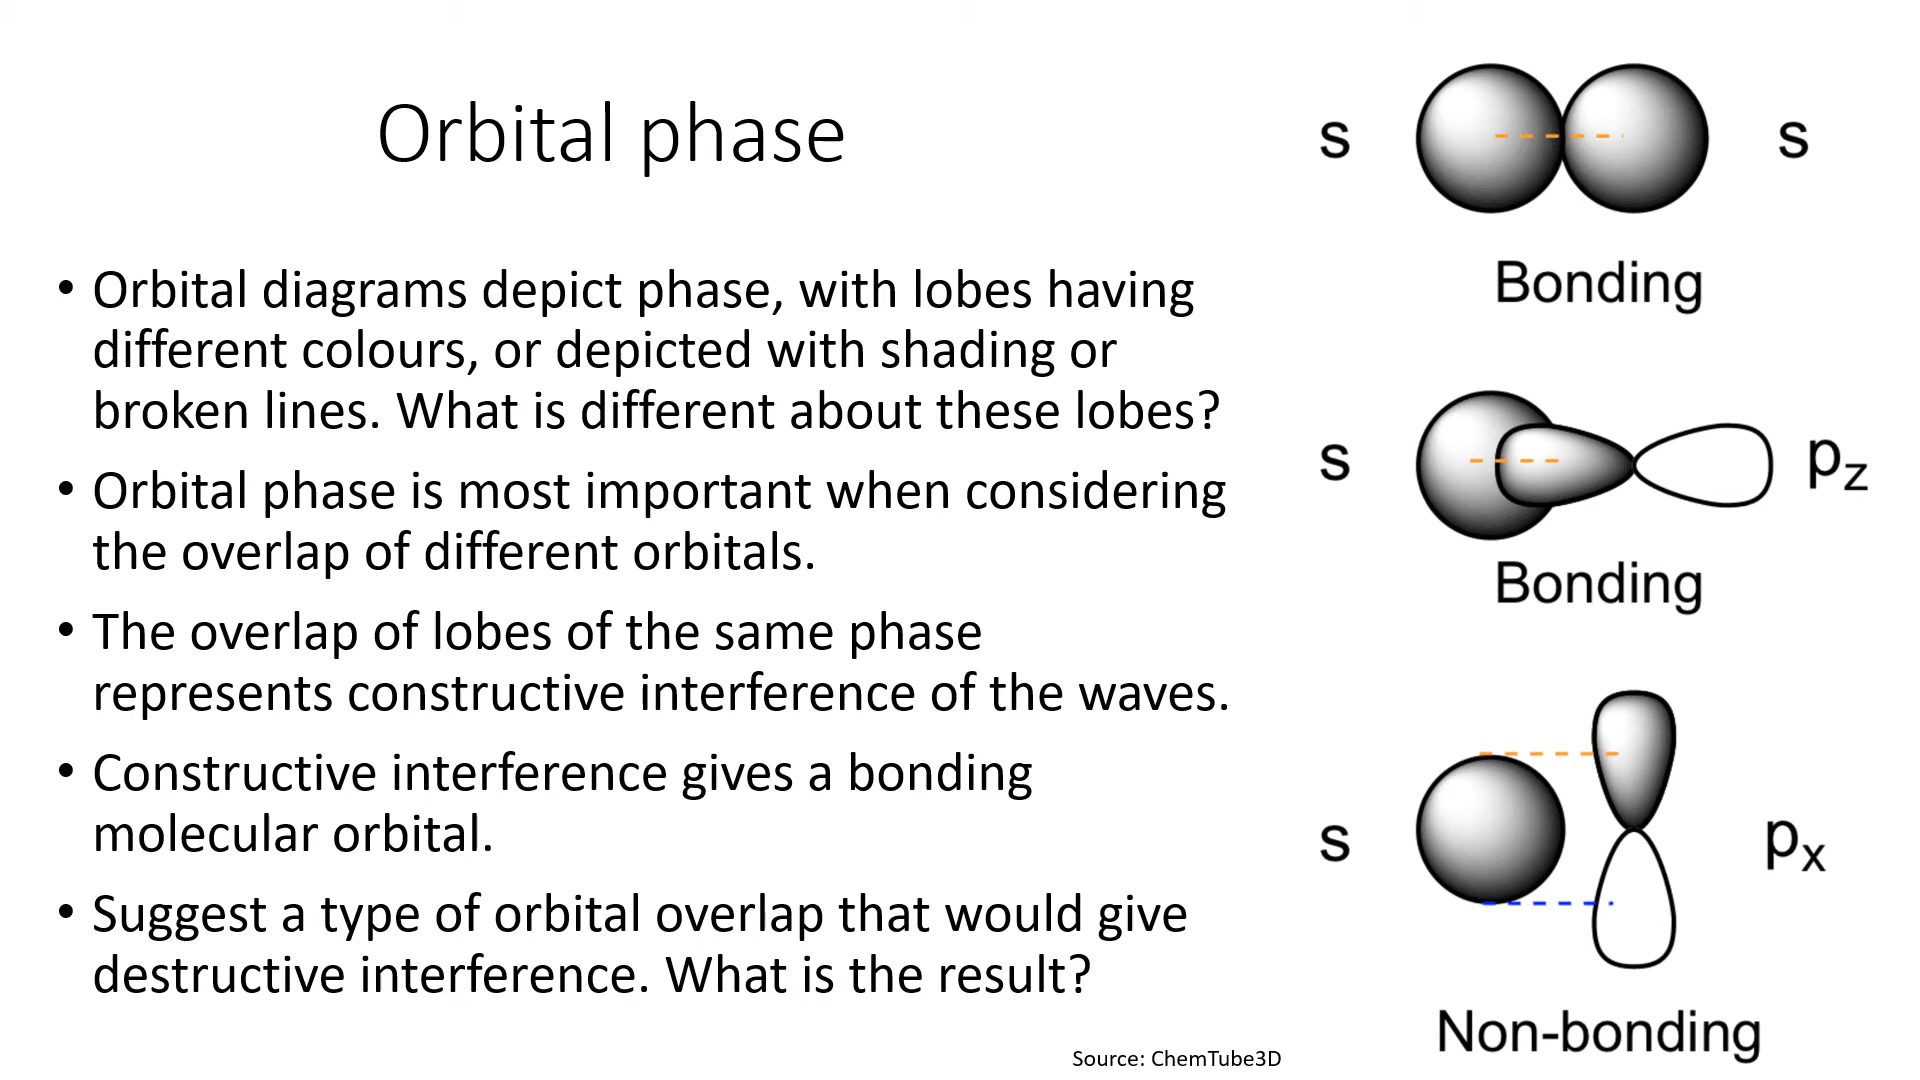 Orbital phase
• Orbital diagrams depict phase, with lobes having
different colours, or depicted with shading or
broken lines. What is different about these lobes?
• Orbital phase is most important when considering
the overlap of different orbitals.
• The overlap of lobes of the same phase
represents constructive interference of the waves.
• Constructive interference gives a bonding
molecular orbital.
• Suggest a type of orbital overlap that would give
destructive interference. What is the result?
Source: ChemTube3D
s s
Bonding
s p_z
Bonding
s p_x
Non-bonding